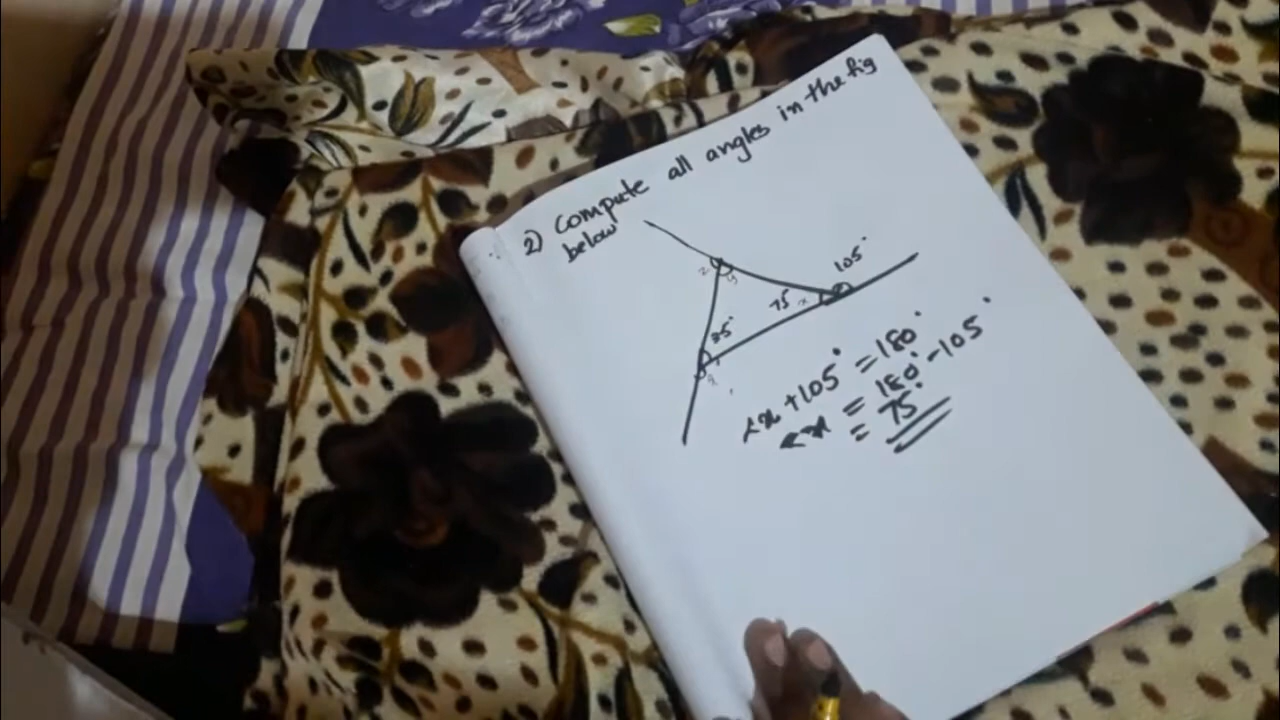 2) Compute all angles in the fig
below
105°
z
y
75 x
85°
<x + 105° = 180°
<x = 180° - 105°
= 75°